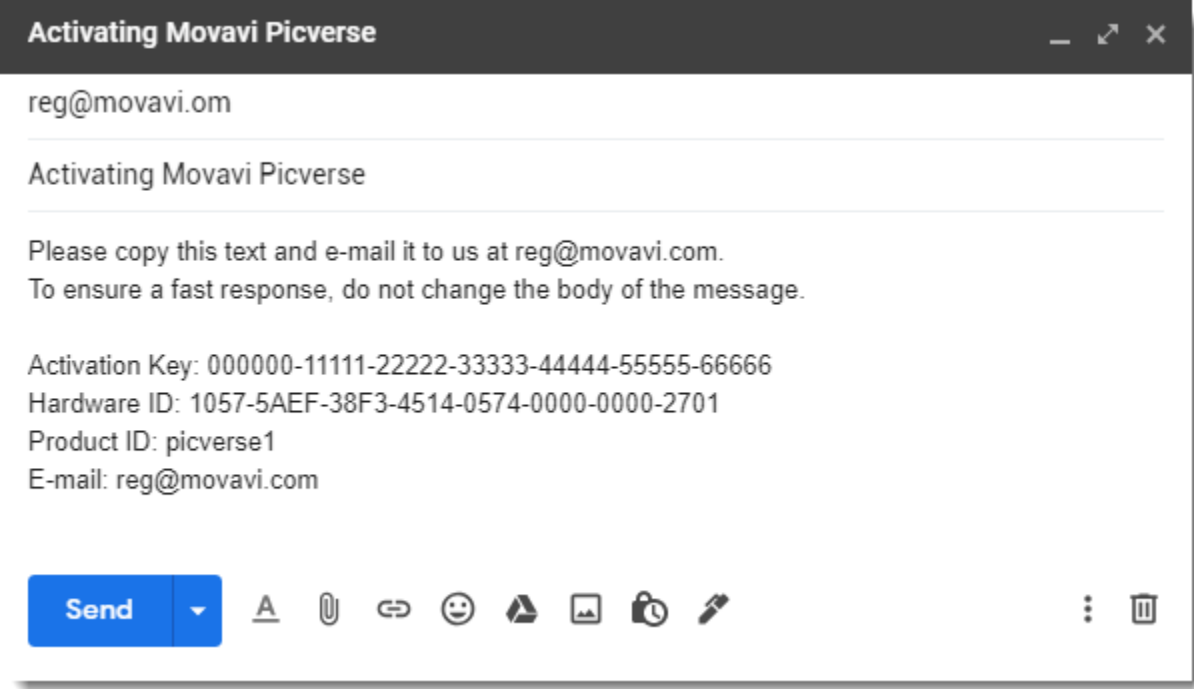 Activating Movavi Picverse
reg@movavi.om
Activating Movavi Picverse
Please copy this text and e-mail it to us at reg@movavi.com.
To ensure a fast response, do not change the body of the message.
Activation Key: 000000-11111-22222-33333-44444-55555-66666
Hardware ID: 1057-5AEF-38F3-4514-0574-0000-0000-2701
Product ID: picverse1
E-mail: reg@movavi.com
Send